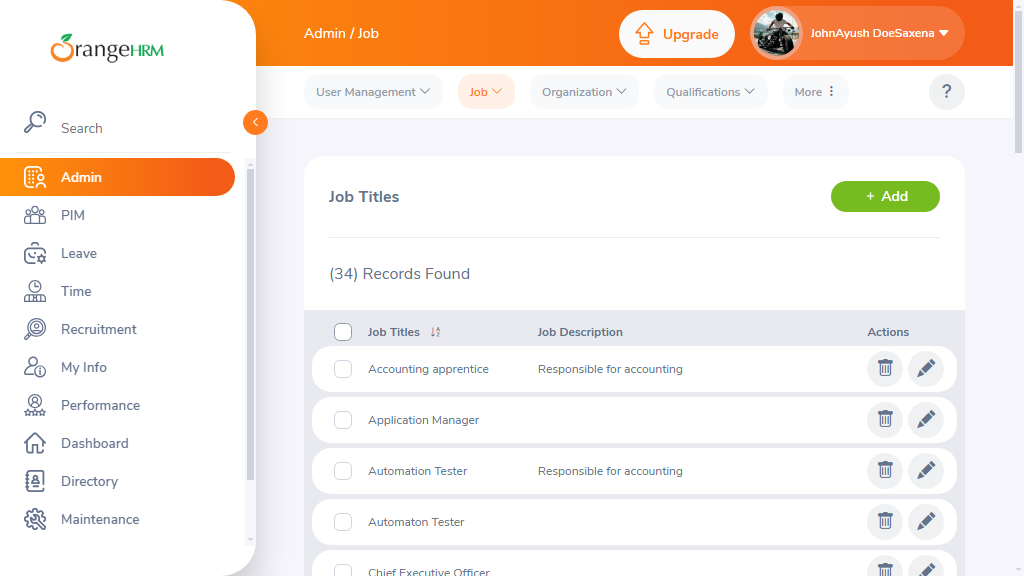 OrangeHRM
Admin / Job
Upgrade
JohnAyush DoeSaxena
User Management
Job
Organization
Qualifications
More
?
Search
Admin
PIM
Leave
Time
Recruitment
My Info
Performance
Dashboard
Directory
Maintenance
Job Titles
+ Add
(34) Records Found
Job Titles
Job Description
Actions
Accounting apprentice
Responsible for accounting
Application Manager
Automation Tester
Responsible for accounting
Automaton Tester
Chief Executive Officer